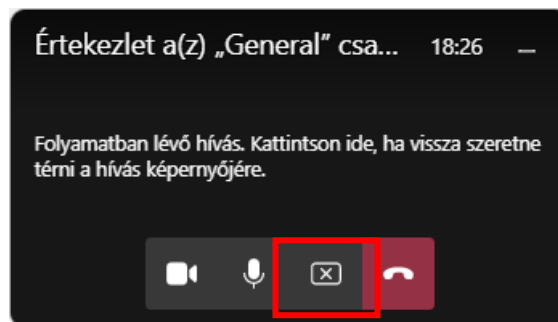 Értekezlet a(z) „General” csa... 18:26
Folyamatban lévő hívás. Kattintson ide, ha vissza szeretne
térni a hívás képernyőjére.